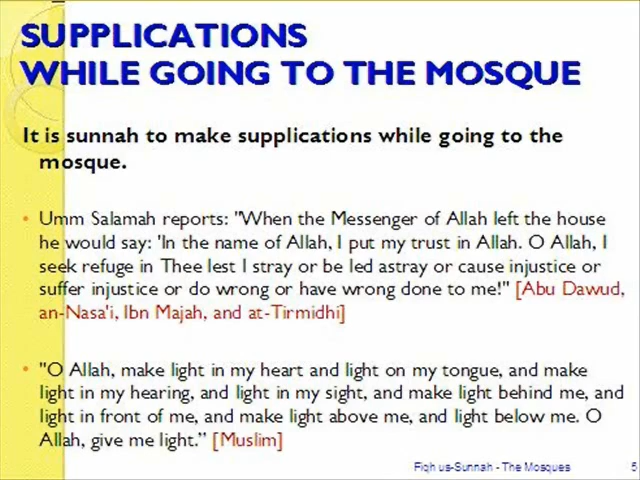 SUPPLICATIONS
WHILE GOING TO THE MOSQUE
It is sunnah to make supplications while going to the
mosque.
• Umm Salamah reports: "When the Messenger of Allah left the house
he would say: 'In the name of Allah, I put my trust in Allah. O Allah, I
seek refuge in Thee lest I stray or be led astray or cause injustice or
suffer injustice or do wrong or have wrong done to me!" [Abu Dawud,
an-Nasa'i, Ibn Majah, and at-Tirmidhi]
• "O Allah, make light in my heart and light on my tongue, and make
light in my hearing, and light in my sight, and make light behind me, and
light in front of me, and make light above me, and light below me. O
Allah, give me light.” [Muslim]
Fiqh us-Sunnah - The Mosques 5